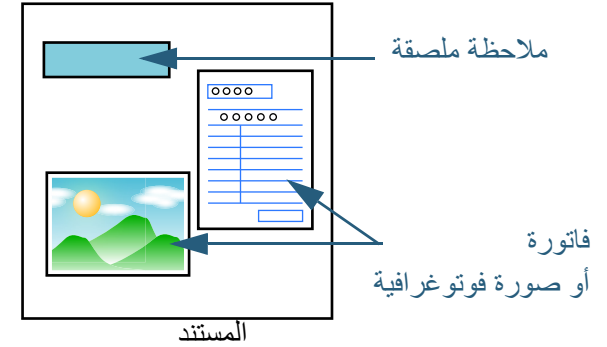 ملاحظة ملصقة
فاتورة
أو صورة فوتوغرافية
المستند